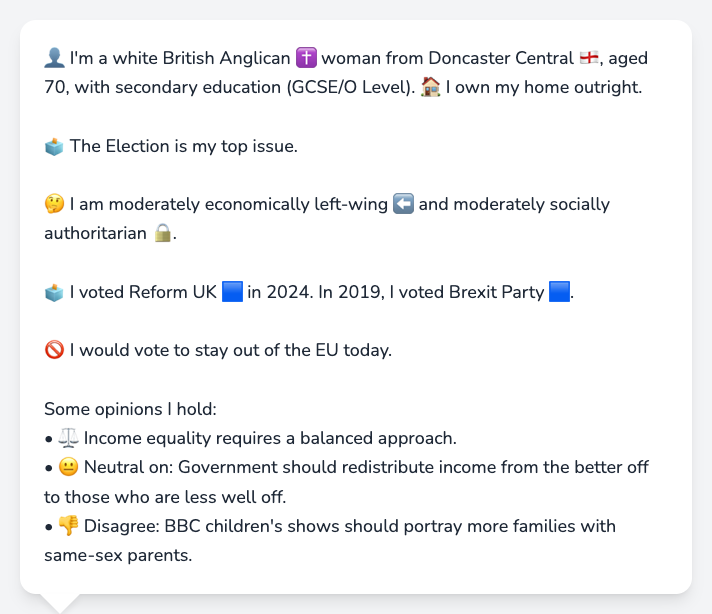 👤 I'm a white British Anglican ✝️ woman from Doncaster Central 🏴󠁧󠁢󠁥󠁮󠁧󠁿, aged
70, with secondary education (GCSE/O Level). 🏠 I own my home outright.
🗳️ The Election is my top issue.
🤔 I am moderately economically left-wing ⬅️ and moderately socially
authoritarian 🔒.
🗳️ I voted Reform UK 🟦 in 2024. In 2019, I voted Brexit Party 🟦.
🚫 I would vote to stay out of the EU today.
Some opinions I hold:
• ⚖️ Income equality requires a balanced approach.
• 😐 Neutral on: Government should redistribute income from the better off
to those who are less well off.
• 👎 Disagree: BBC children's shows should portray more families with
same-sex parents.